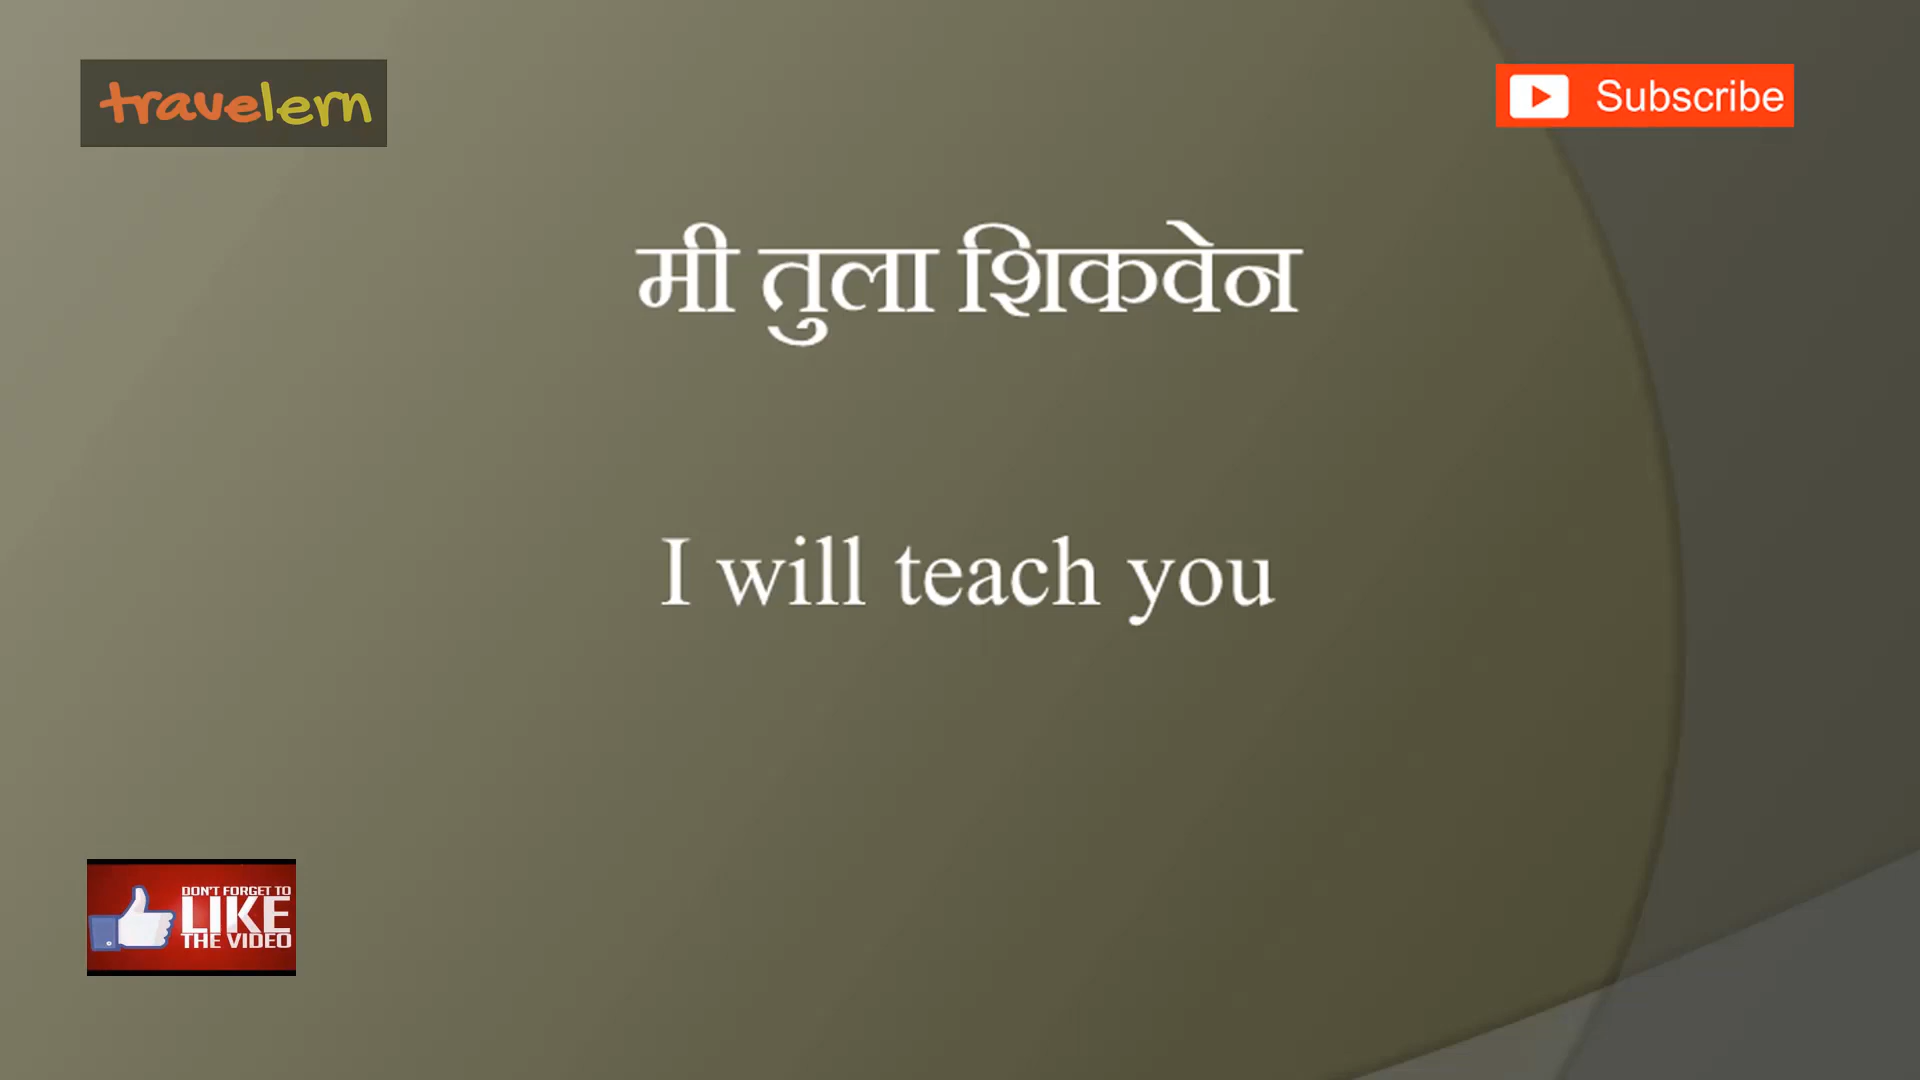 travelern
Subscribe
मी तुला शिकवेन
I will teach you
DON'T FORGET TO
LIKE
THE VIDEO